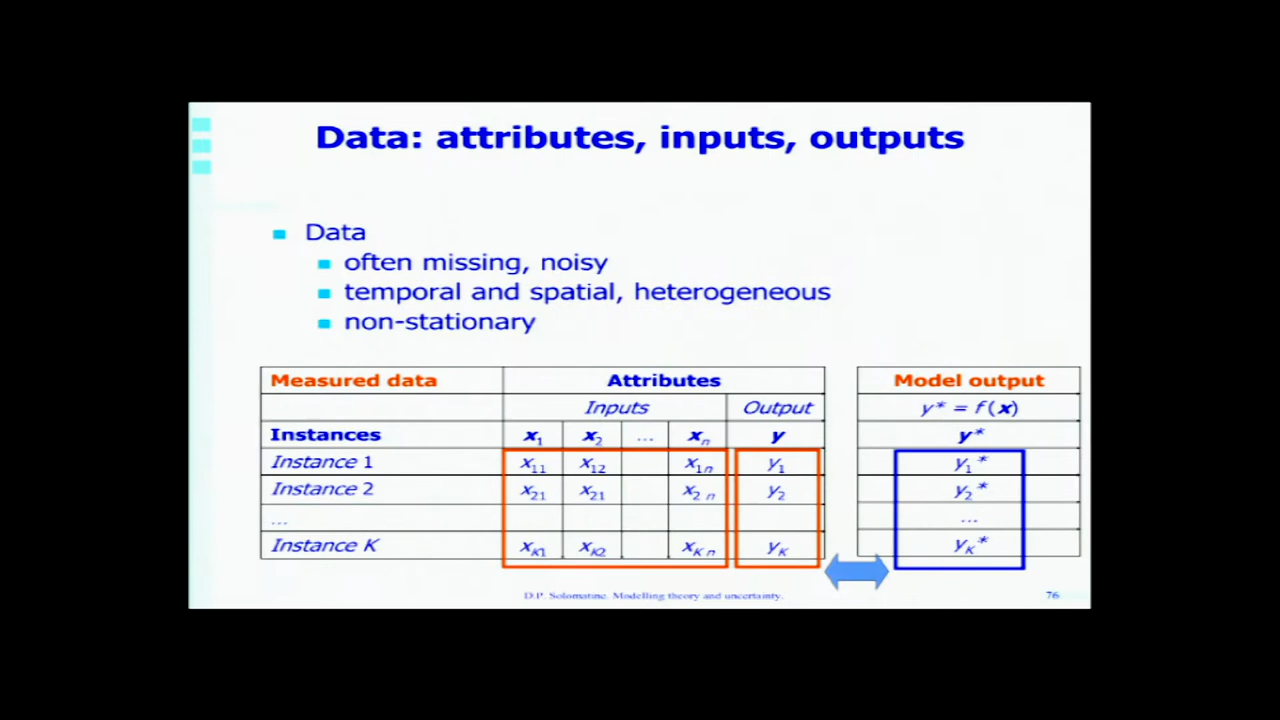 Data: attributes, inputs, outputs
Data
often missing, noisy
temporal and spatial, heterogeneous
non-stationary
Measured data Attributes Model output
Inputs Output y* = f(x)
Instances x1 x2 ... xn y y*
Instance 1 x11 x12 x1n y1 y1*
Instance 2 x21 x21 x2 n y2 y2*
... ...
Instance K xK1 xK2 xK n yK yK*
D.P. Solomatine. Modelling theory and uncertainty. 76